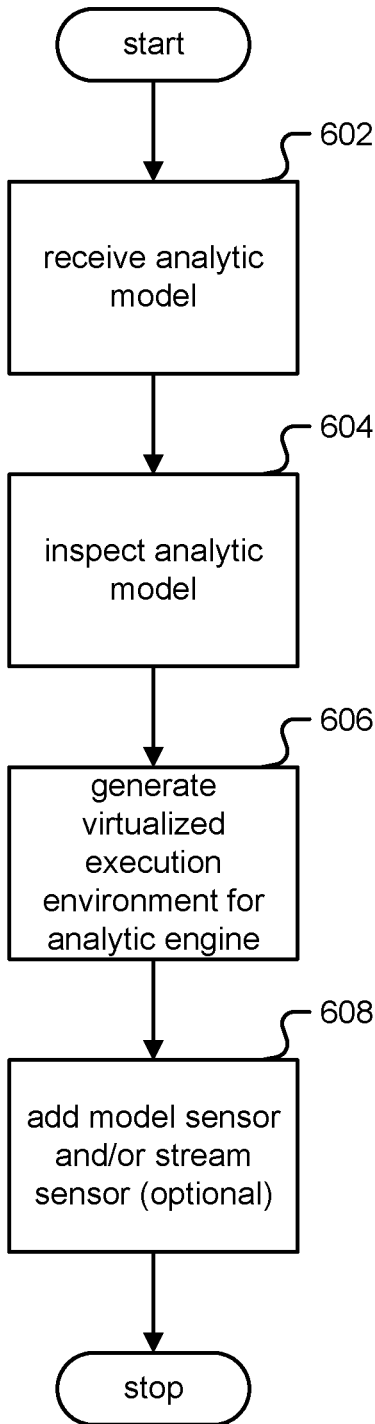 start
602
receive analytic
model
604
inspect analytic
model
606
generate
virtualized
execution
environment for
analytic engine
608
add model sensor
and/or stream
sensor (optional)
stop